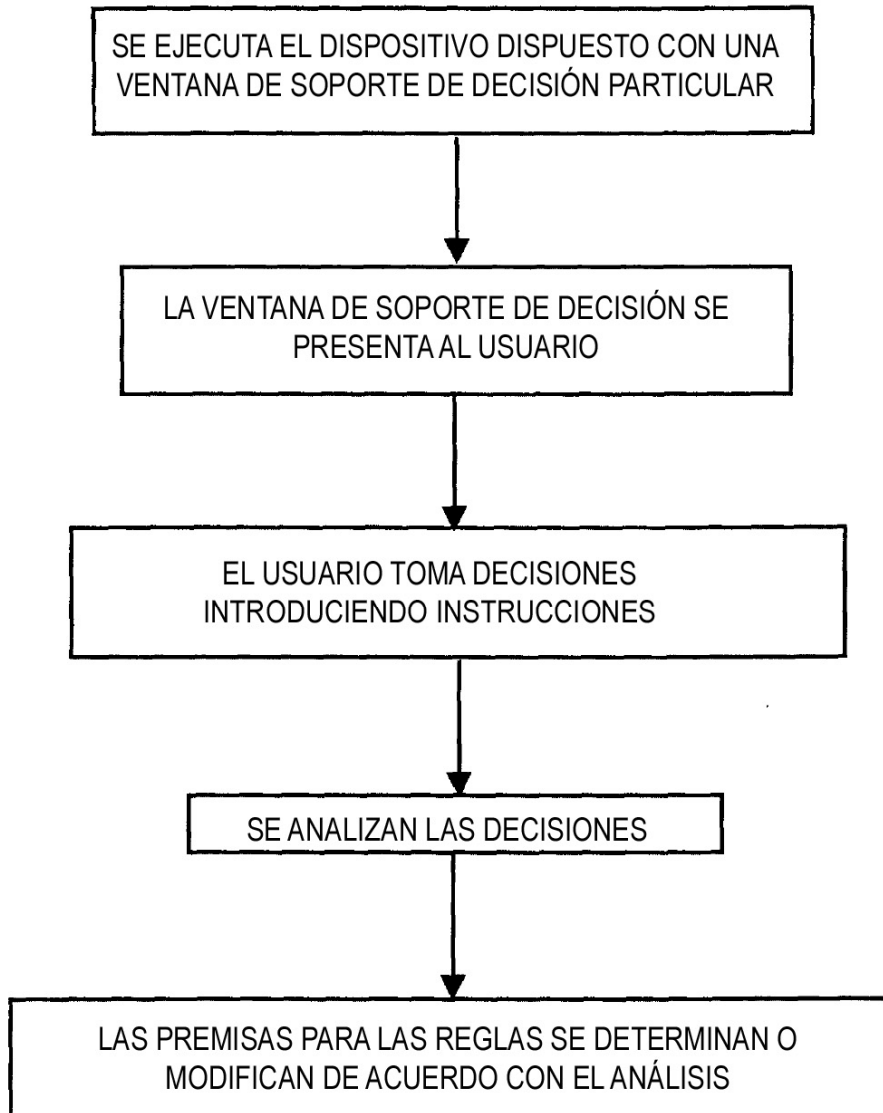 SE EJECUTA EL DISPOSITIVO DISPUESTO CON UNA
VENTANA DE SOPORTE DE DECISIÓN PARTICULAR
LA VENTANA DE SOPORTE DE DECISIÓN SE
PRESENTA AL USUARIO
EL USUARIO TOMA DECISIONES
INTRODUCIENDO INSTRUCCIONES
SE ANALIZAN LAS DECISIONES
LAS PREMISAS PARA LAS REGLAS SE DETERMINAN O
MODIFICAN DE ACUERDO CON EL ANÁLISIS